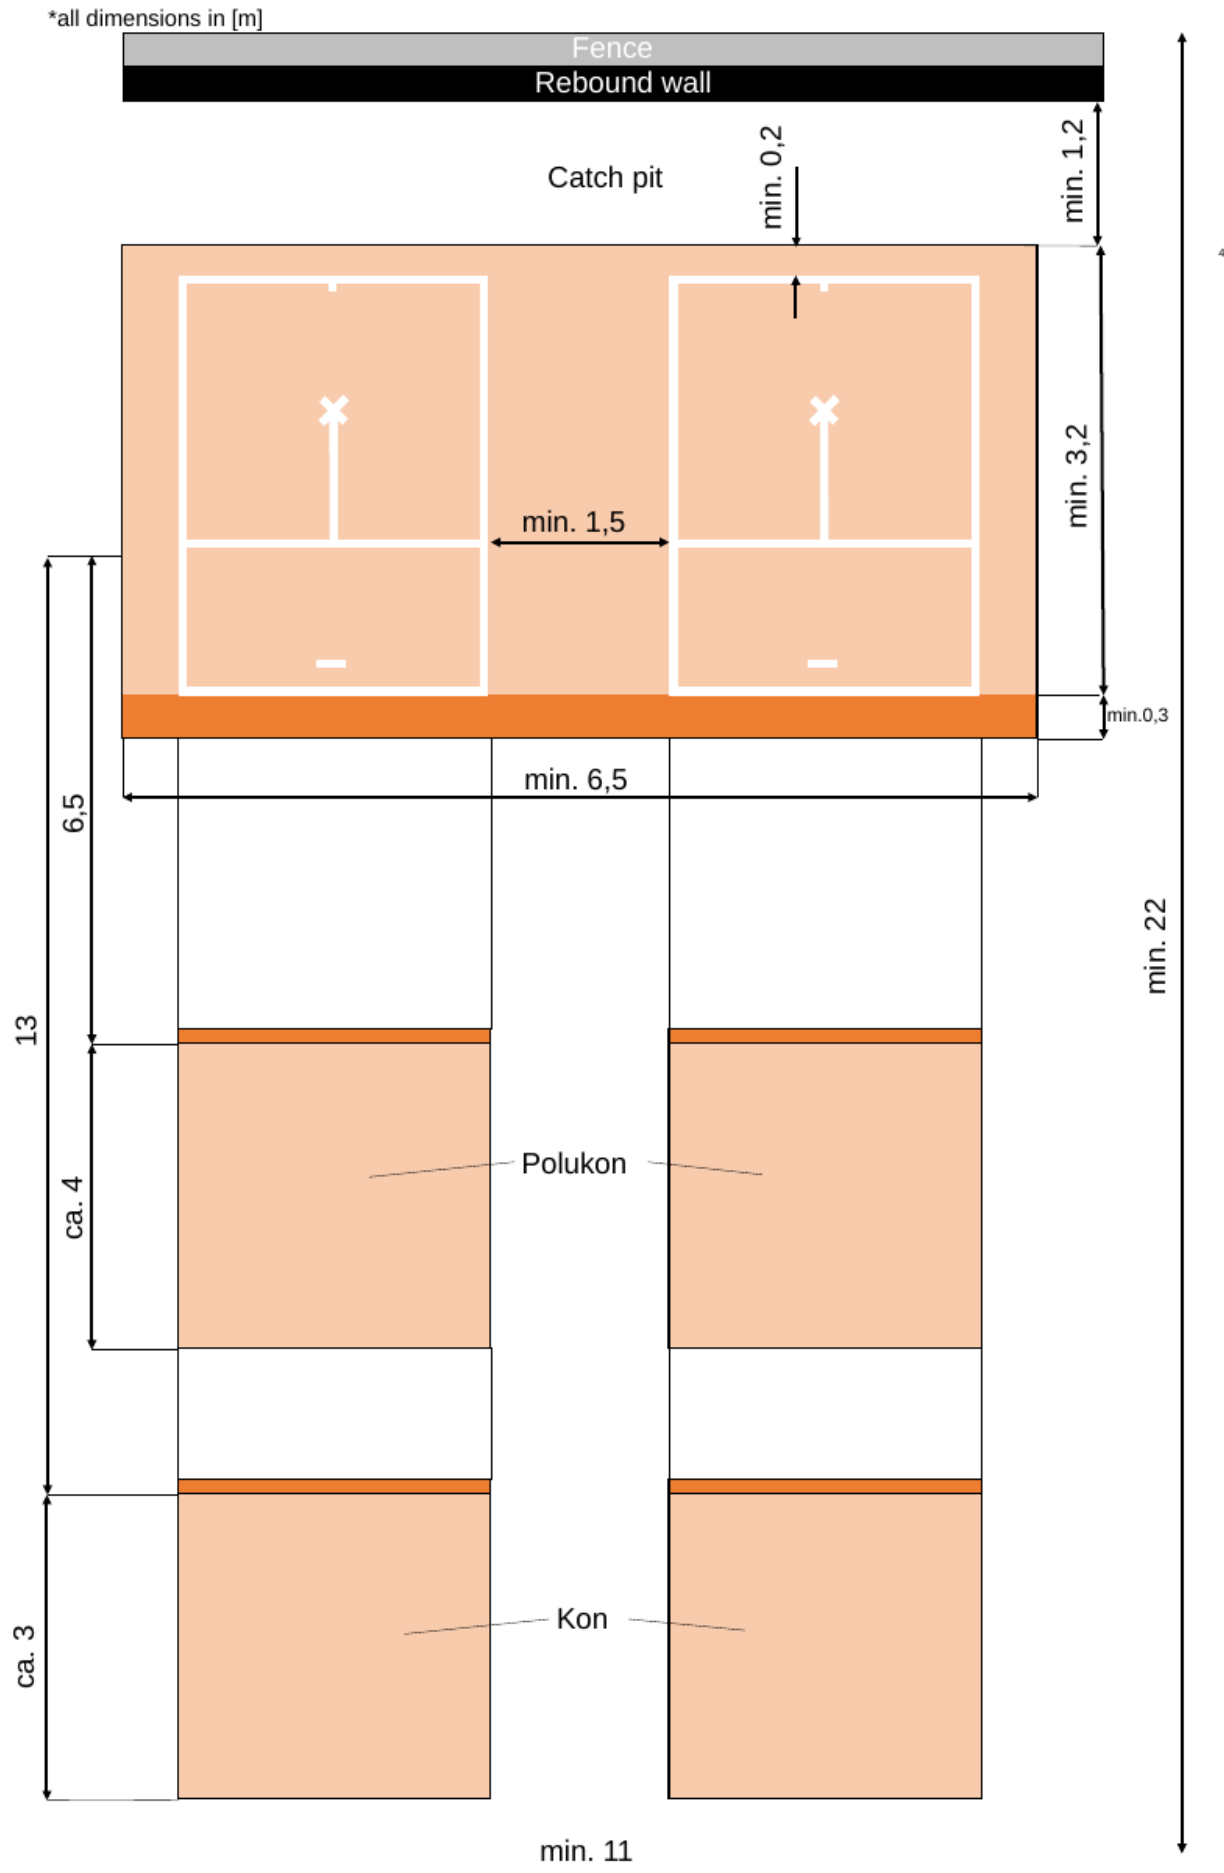 *all dimensions in [m]
Fence
Rebound wall
min. 0,2
min. 1,2
Catch pit
4
min. 3,2
min. 1,5
min.0,3
min. 6,5
6,5
min. 22
13
Polukon
ca. 4
Kon
ca. 3
min. 11